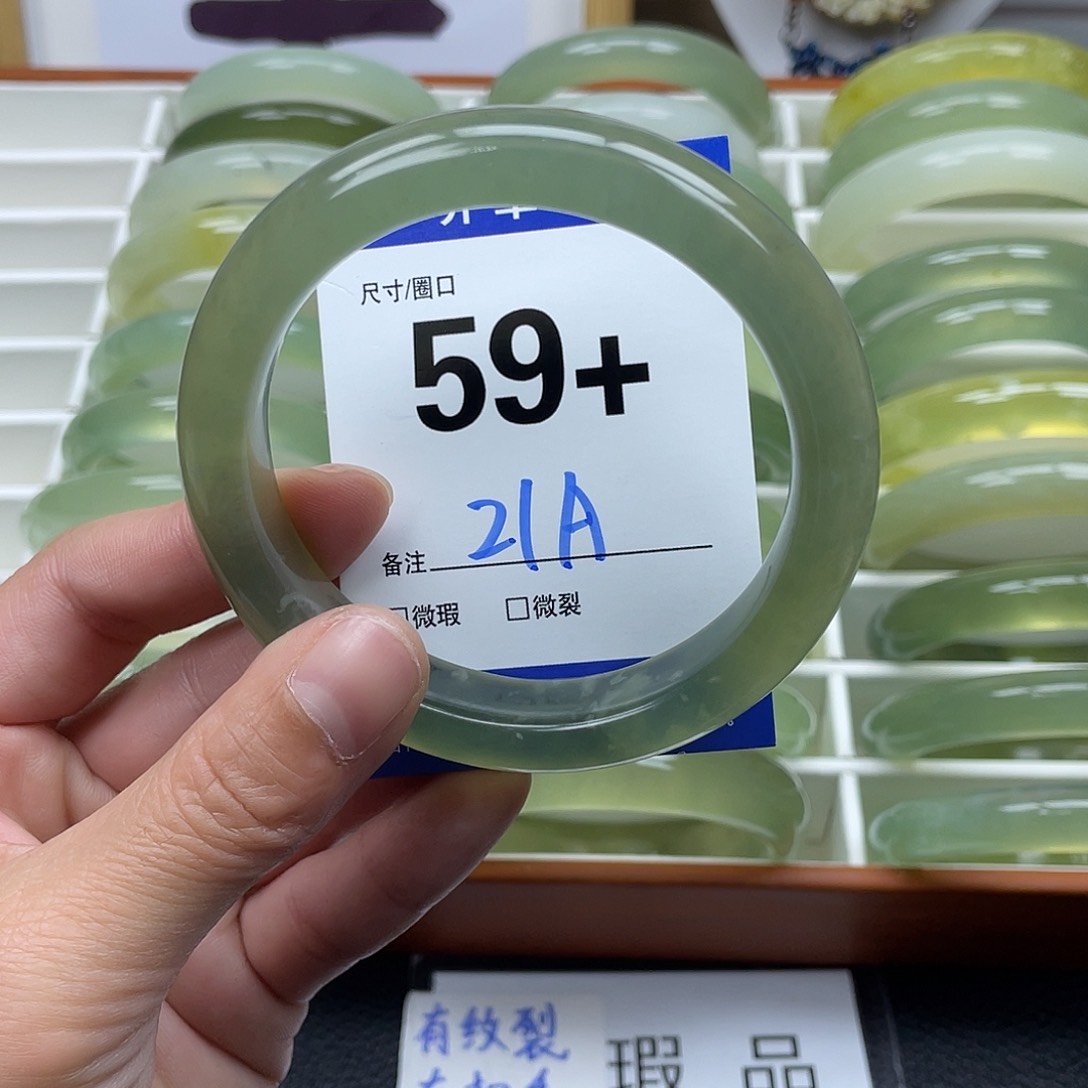 尺寸/圈口
59+
备注 21A
□微瑕 □微裂
有纹裂
瑕 品